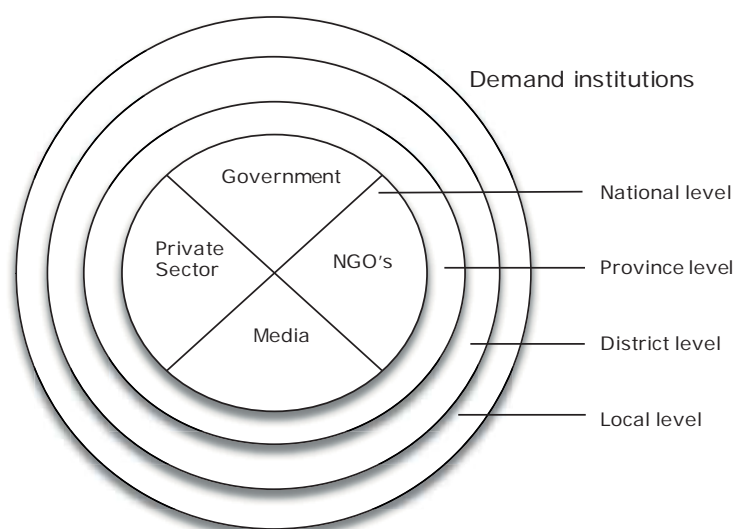 Demand institutions
Government
National level
Private
Sector
NGO's
Province level
Media
District level
Local level